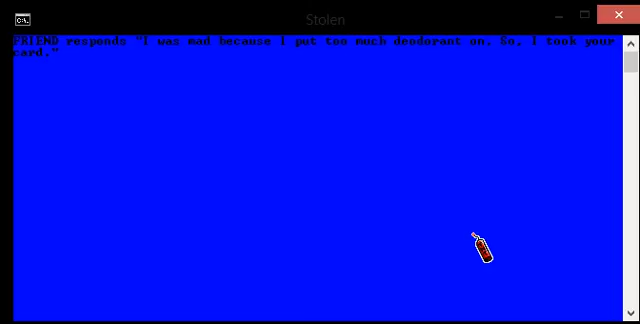 Stolen
FRIEND responds "I was mad because I put too much deodorant on. So, I took your
card."